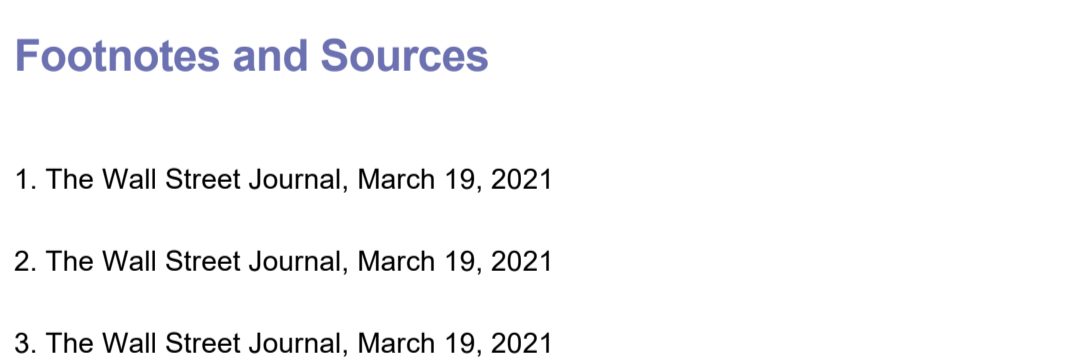 Footnotes and Sources
1. The Wall Street Journal, March 19, 2021
2. The Wall Street Journal, March 19, 2021
3. The Wall Street Journal, March 19, 2021